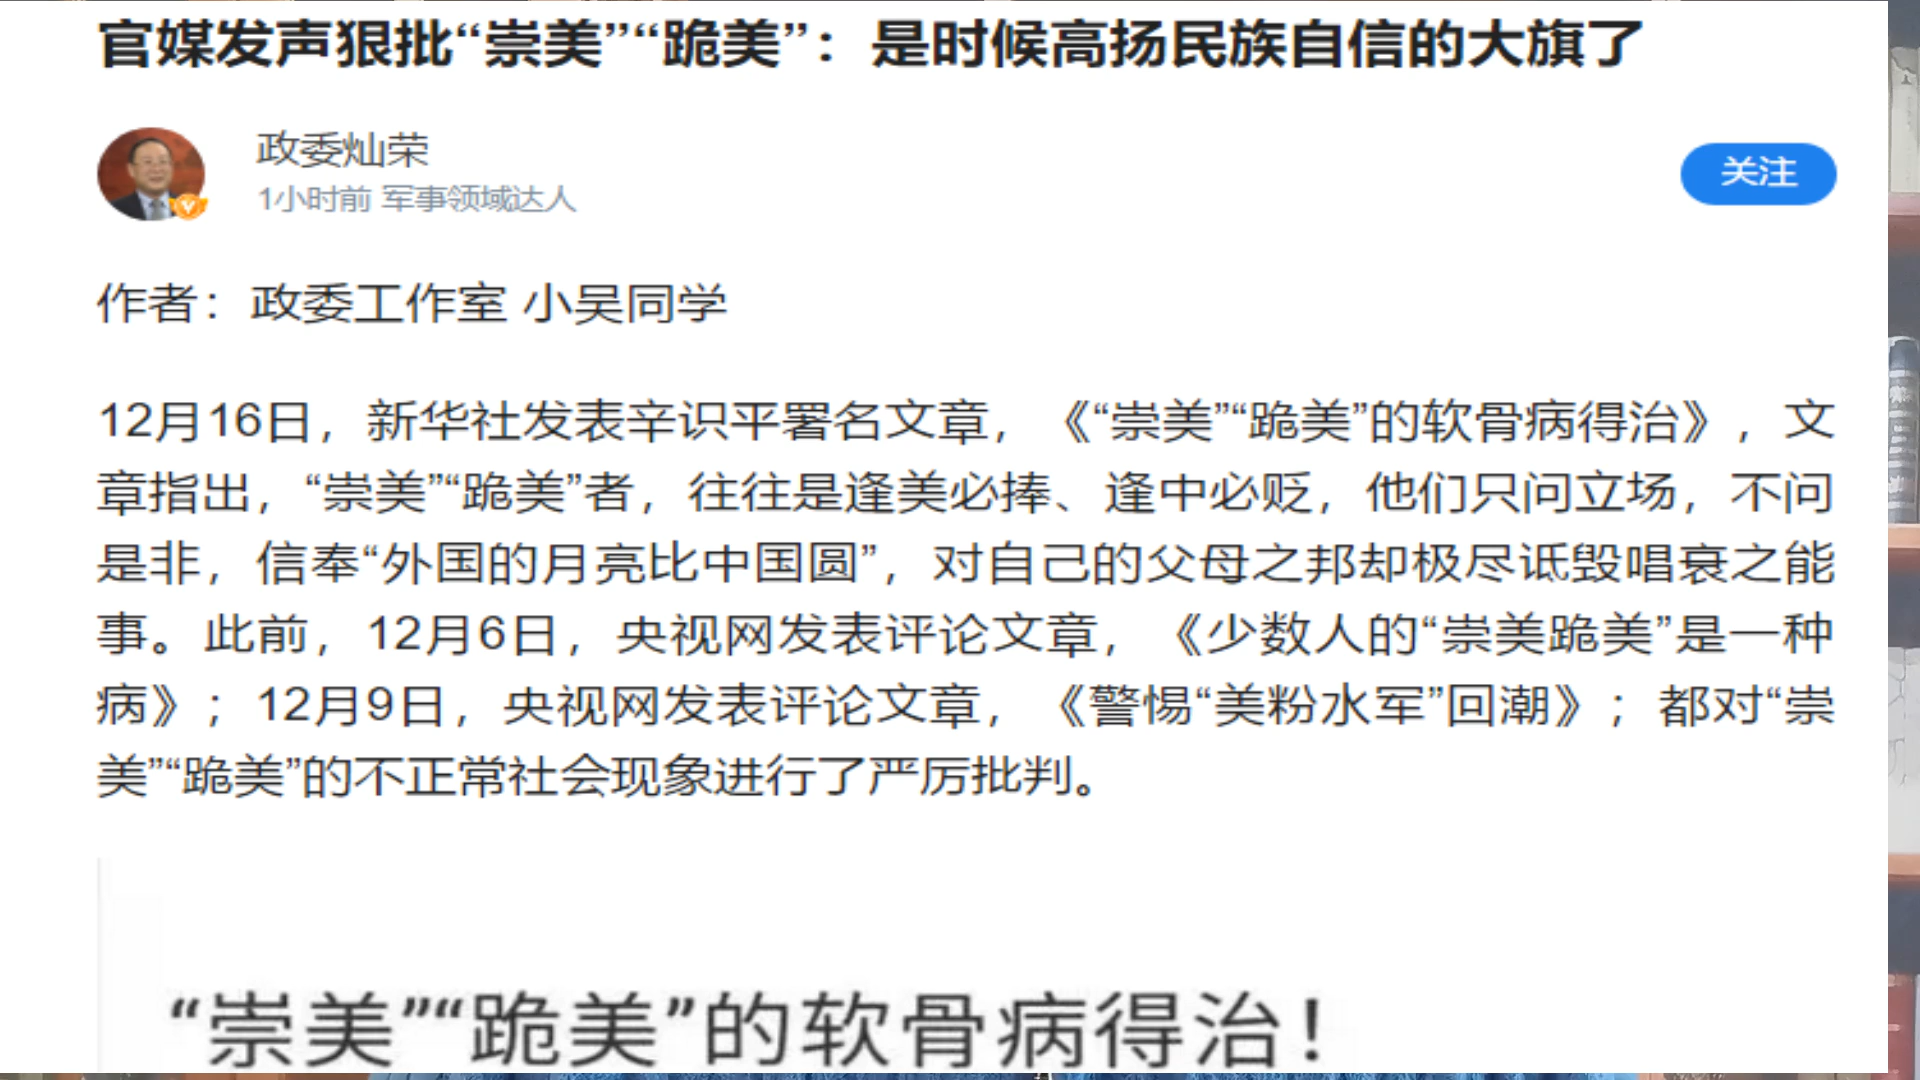 官媒发声狠批“崇美”“跪美”：是时候高扬民族自信的大旗了
政委灿荣
1小时前 军事领域达人
关注
作者：政委工作室 小吴同学
12月16日，新华社发表辛识平署名文章，《“崇美”“跪美”的软骨病得治》，文
章指出，“崇美”“跪美”者，往往是逢美必捧、逢中必贬，他们只问立场，不问
是非，信奉“外国的月亮比中国圆”，对自己的父母之邦却极尽诋毁唱衰之能
事。此前，12月6日，央视网发表评论文章，《少数人的“崇美跪美”是一种
病》；12月9日，央视网发表评论文章，《警惕“美粉水军”回潮》；都对“崇
美”“跪美”的不正常社会现象进行了严厉批判。
“崇美”“跪美”的软骨病得治！